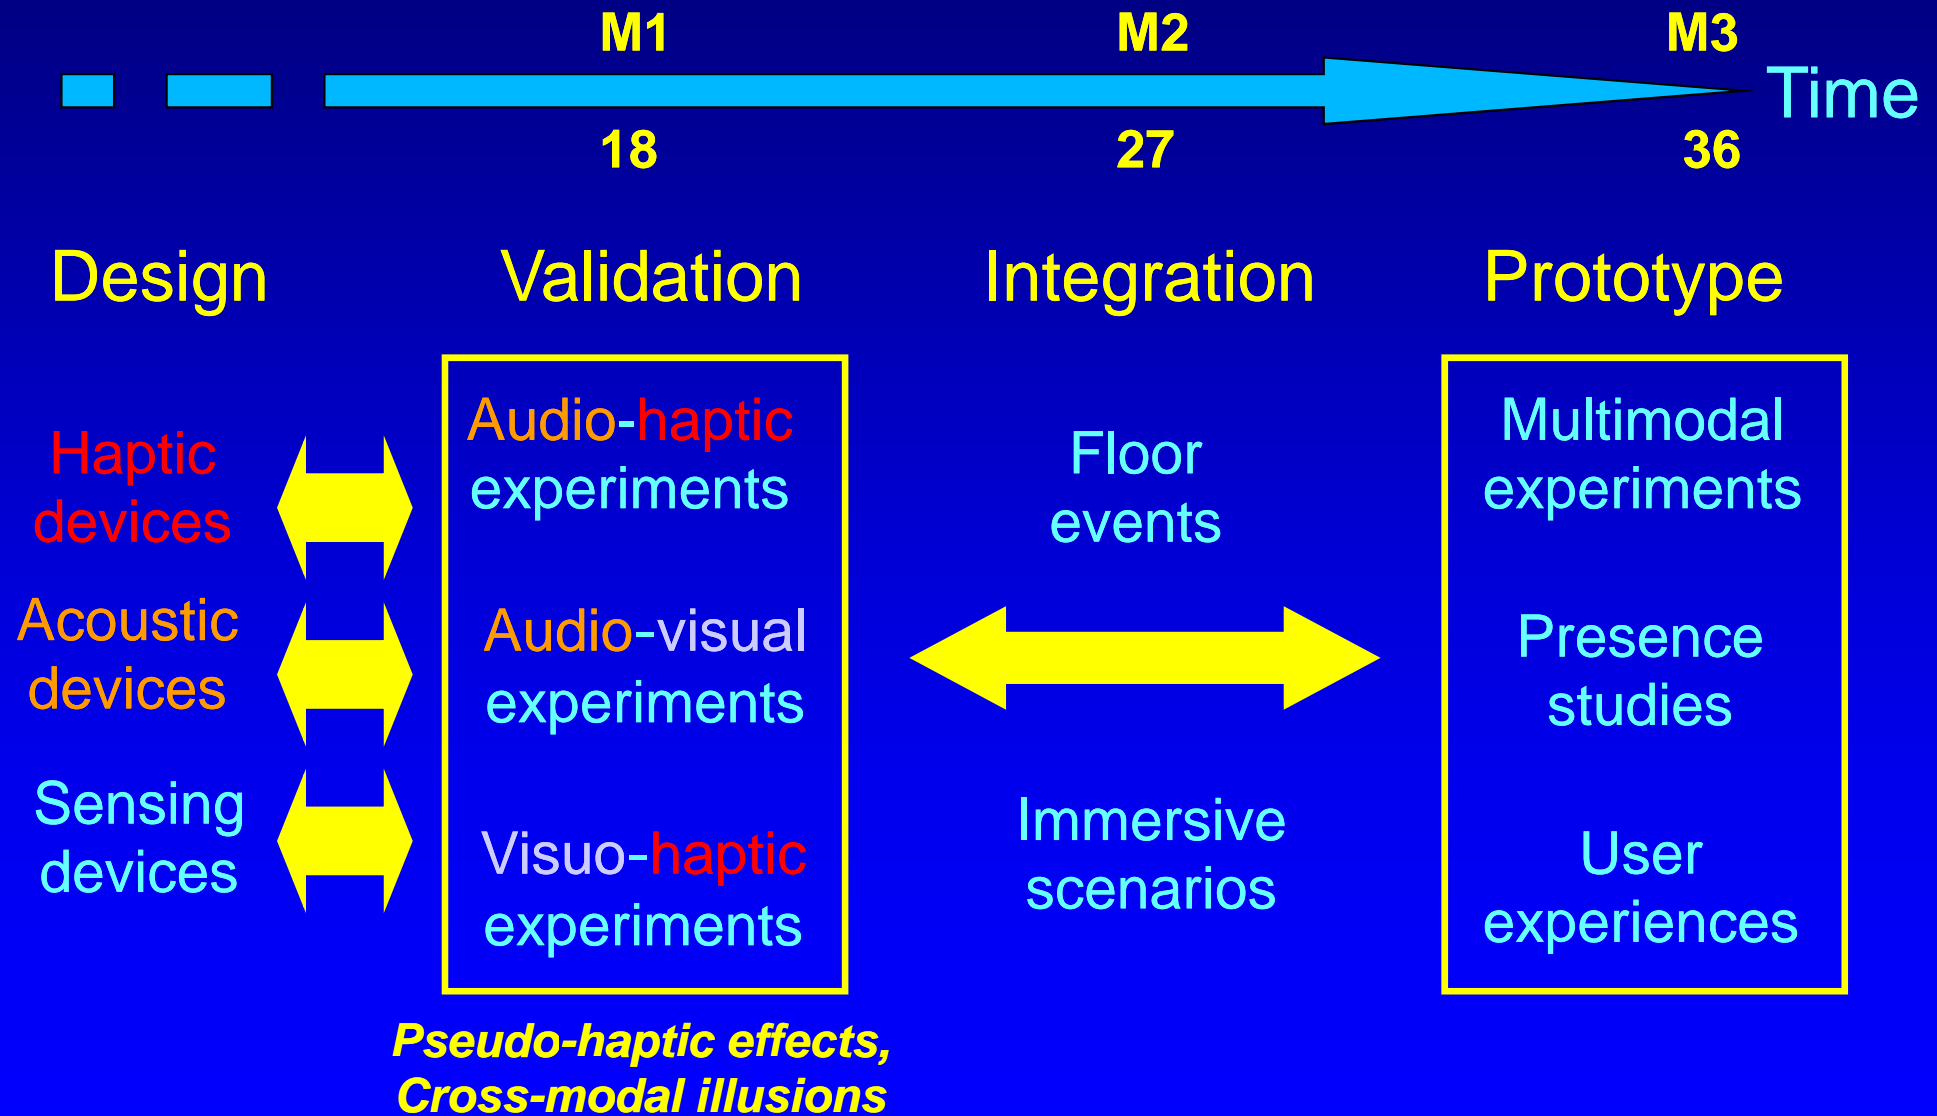 M1 M2 M3
Time
18 27 36
Design Validation Integration Prototype
Haptic
devices
Acoustic
devices
Sensing
devices
Audio-haptic
experiments
Audio-visual
experiments
Visuo-haptic
experiments
Pseudo-haptic effects,
Cross-modal illusions
Floor
events
Immersive
scenarios
Multimodal
experiments
Presence
studies
User
experiences